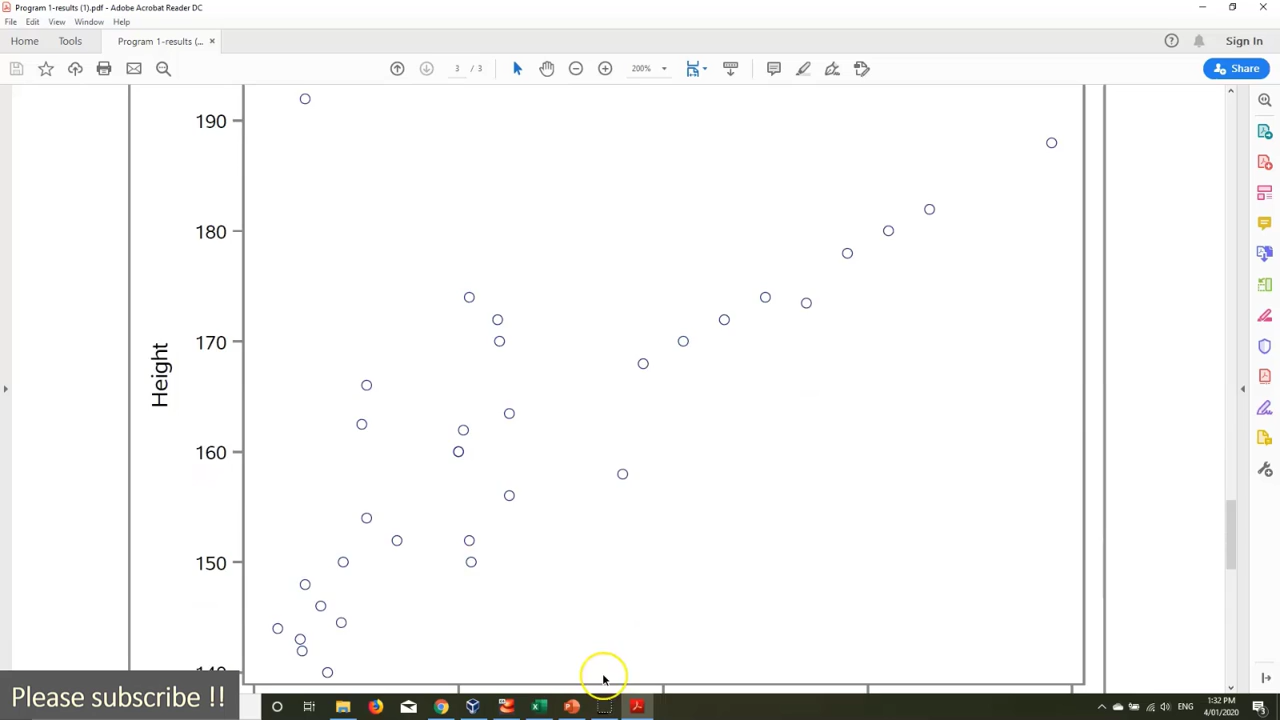 Program 1-results (1).pdf - Adobe Acrobat Reader DC
File Edit View Window Help
Home Tools Program 1-results (... × Sign In
3 / 3 200% Share
190
180
170
160
150
140
Height
Please subscribe !!
1:32 PM
4/01/2020